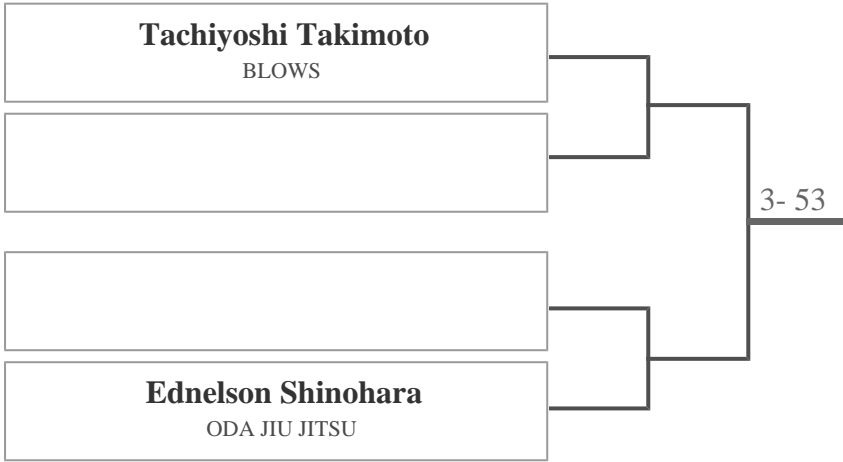 Tachiyoshi Takimoto
BLOWS
3- 53
Ednelson Shinohara
ODA JIU JITSU